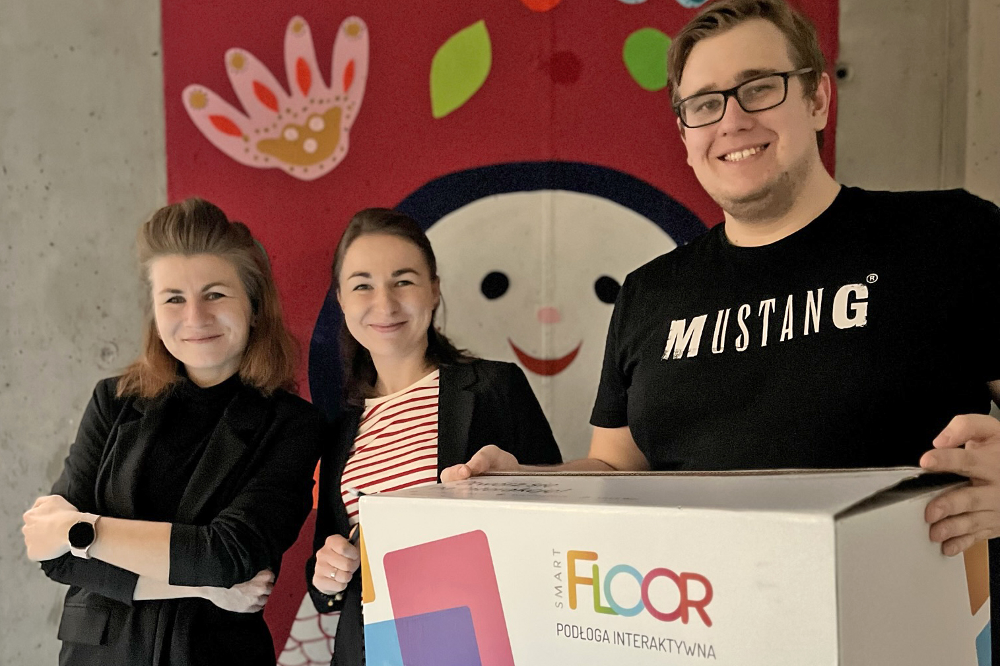 MUSTANG®
SMART
FLOOR
PODŁOGA INTERAKTYWNA